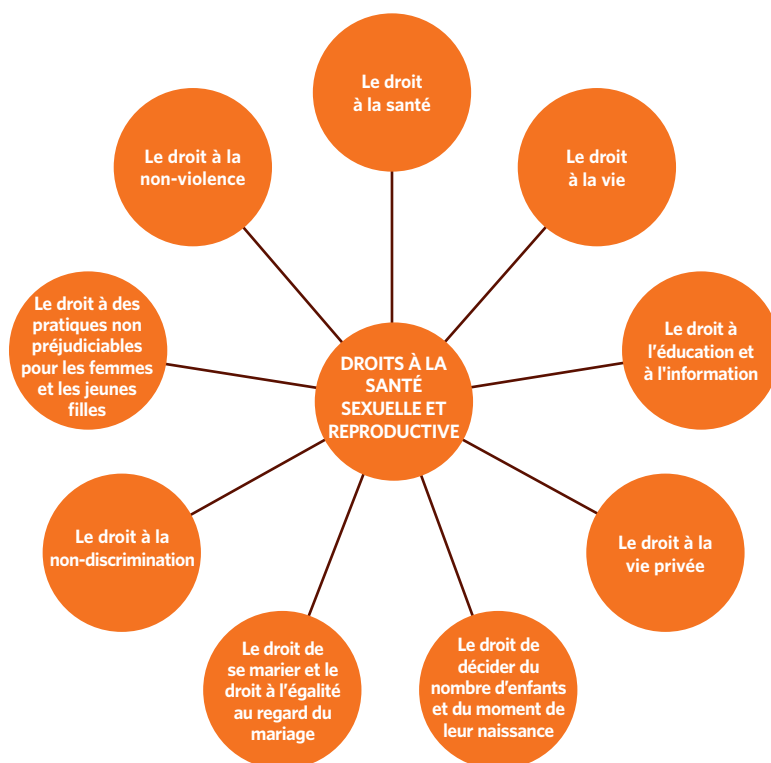 Le droit
à la santé
Le droit à la
non-violence
Le droit
à la vie
Le droit à des
pratiques non
préjudiciables
pour les femmes
et les jeunes
filles
DROITS À LA
SANTÉ
SEXUELLE ET
REPRODUCTIVE
Le droit à
l'éducation et
à l'information
Le droit à la
non-discrimination
Le droit à la
vie privée
Le droit de
se marier et le
droit à l'égalité
au regard du
mariage
Le droit de
décider du
nombre d'enfants
et du moment de
leur naissance